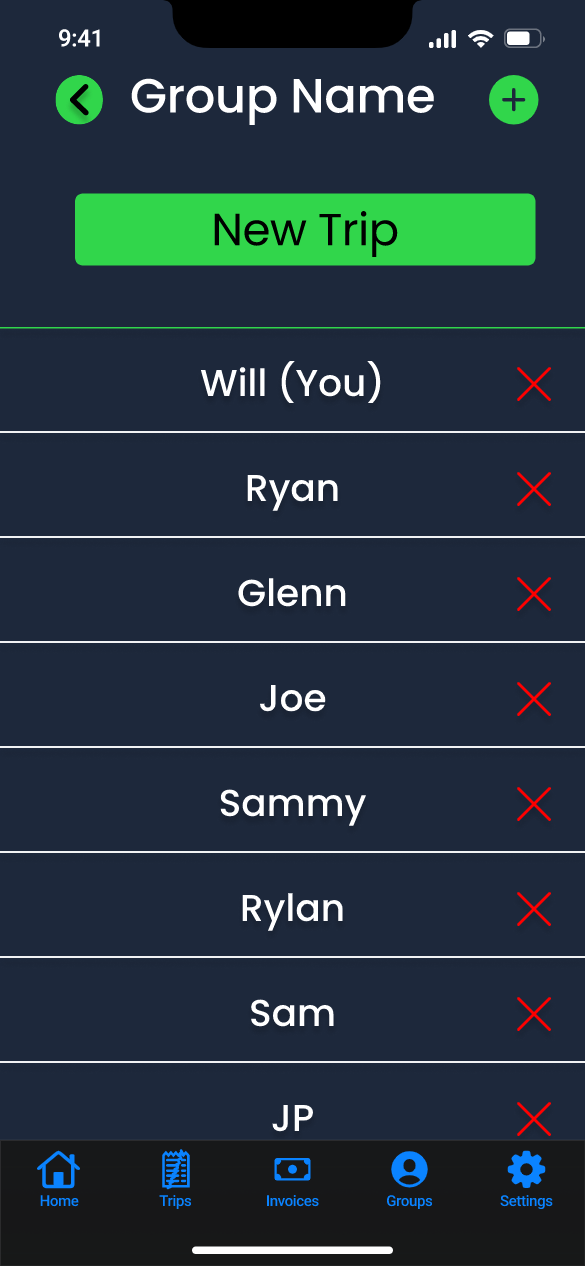 9:41
Group Name
New Trip
Will (You)
Ryan
Glenn
Joe
Sammy
Rylan
Sam
JP
Home Trips Invoices Groups Settings